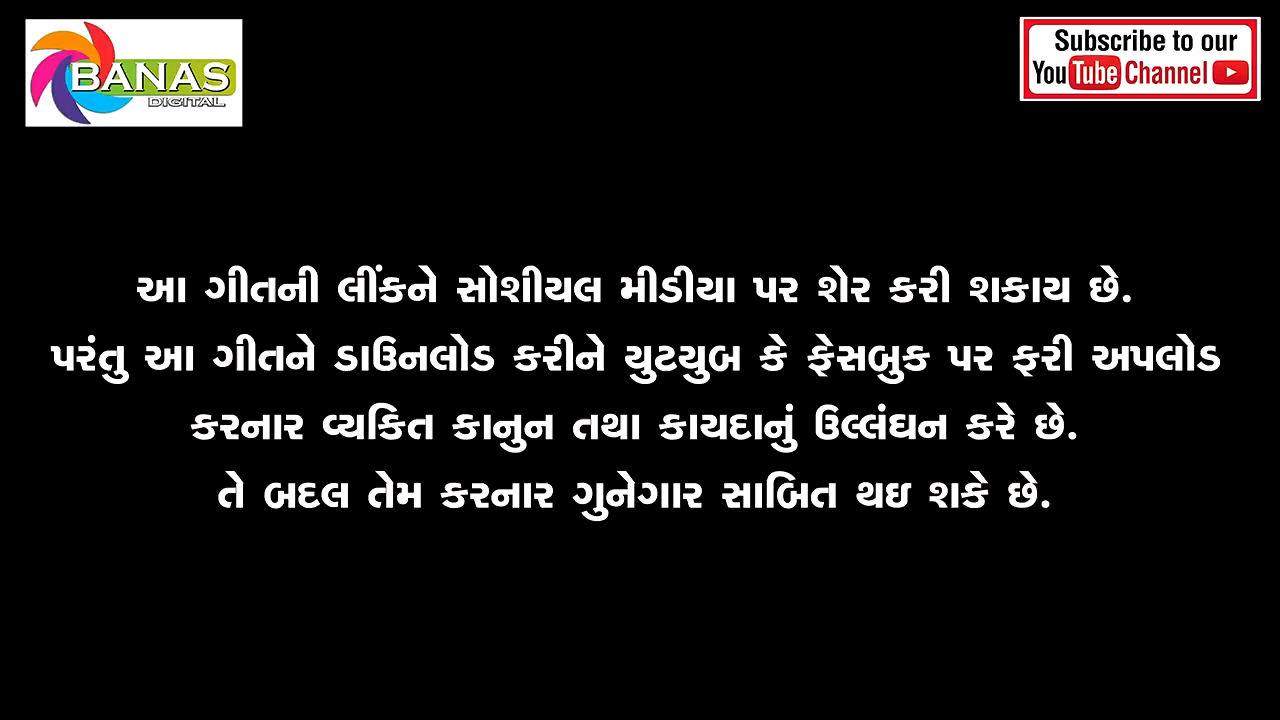 BANAS
DIGITAL
Subscribe to our
YouTube Channel
આ ગીતની લીંકને સોશીયલ મીડીયા પર શેર કરી શકાય છે.
પરંતુ આ ગીતને ડાઉનલોડ કરીને યુટયુબ કે ફેસબુક પર ફરી અપલોડ
કરનાર વ્યકિત કાનુન તથા કાયદાનું ઉલ્લંઘન કરે છે.
તે બદલ તેમ કરનાર ગુનેગાર સાબિત થઇ શકે છે.